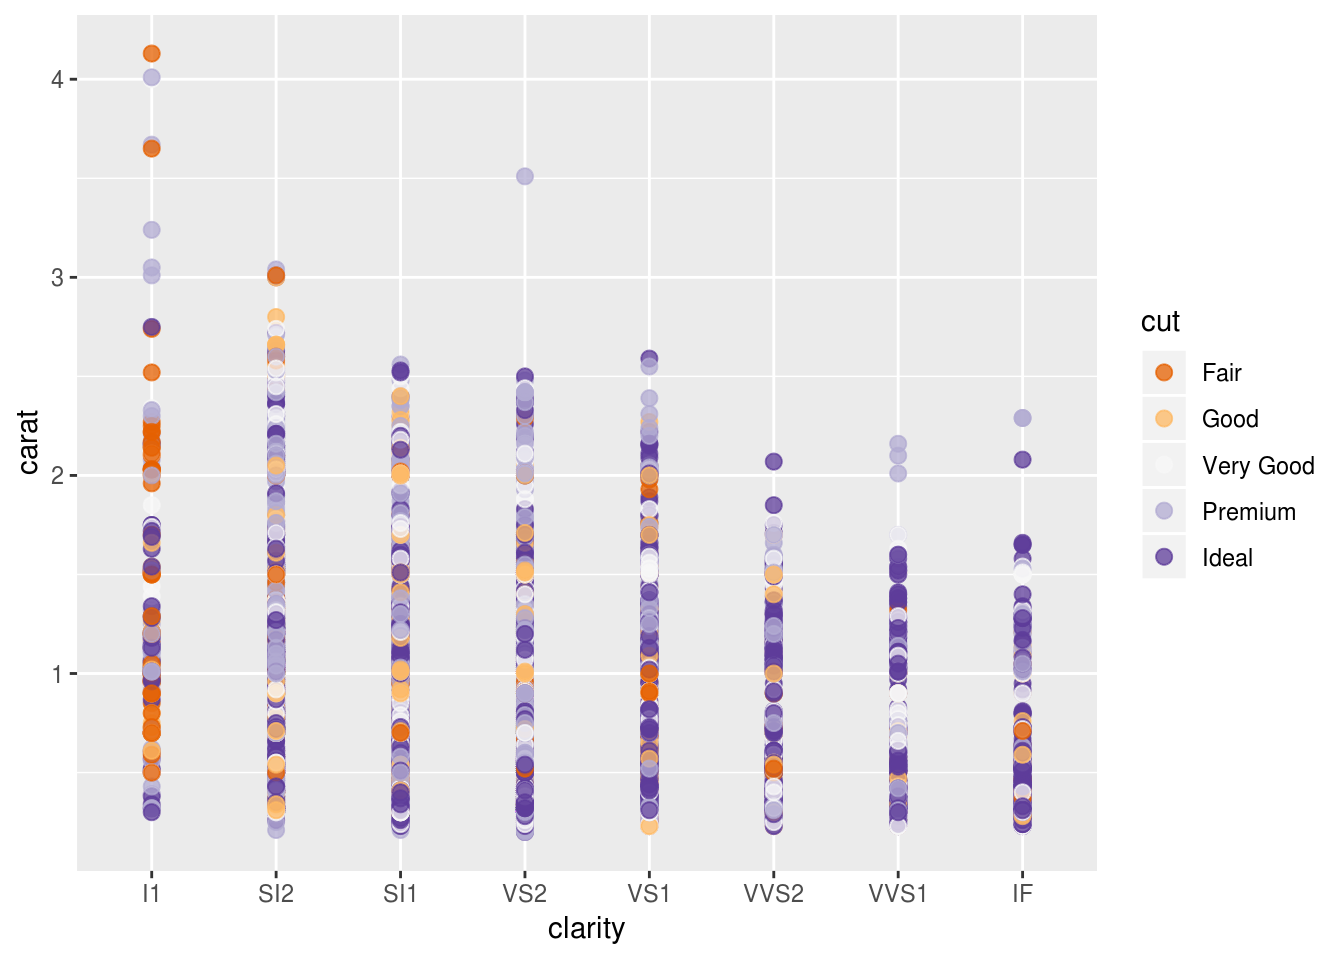 4
3
2
1
carat
I1 SI2 SI1 VS2 VS1 VVS2 VVS1 IF
clarity
cut
Fair
Good
Very Good
Premium
Ideal